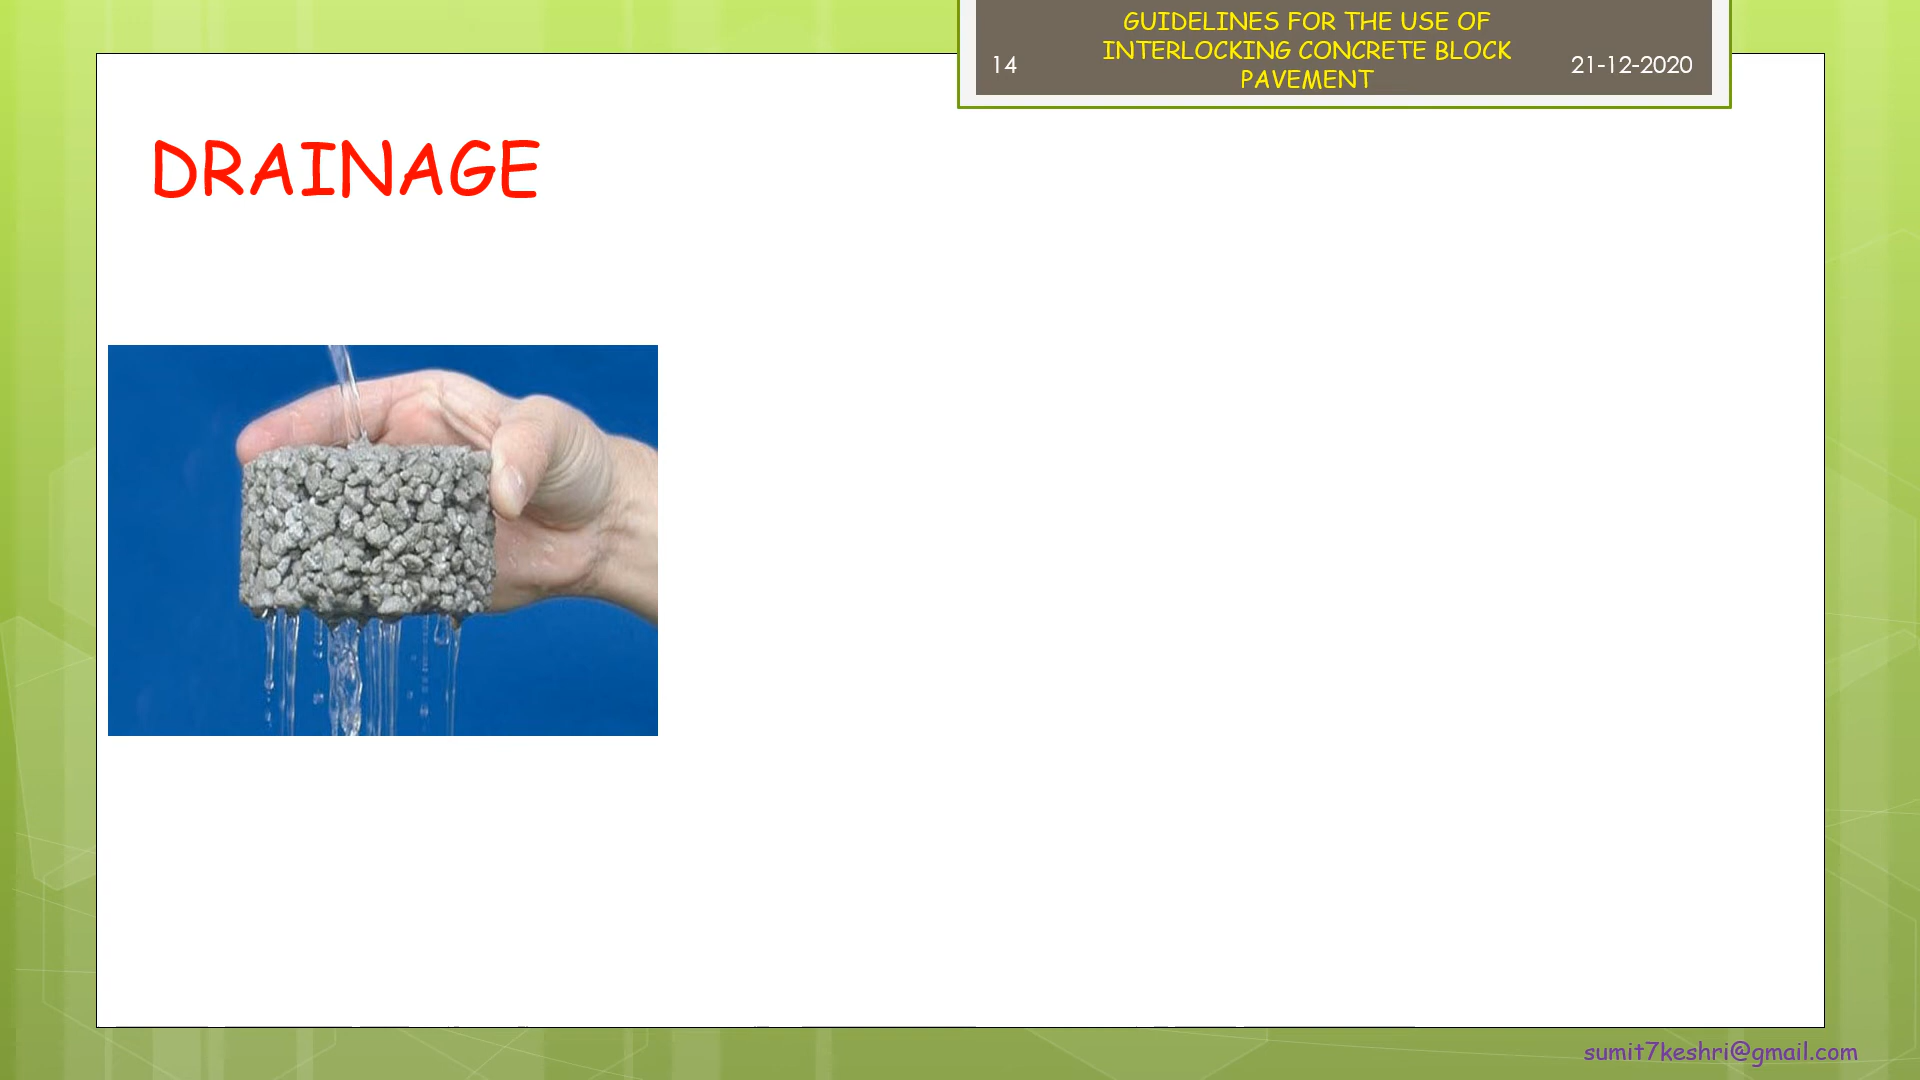 14
GUIDELINES FOR THE USE OF
INTERLOCKING CONCRETE BLOCK
PAVEMENT
21-12-2020
DRAINAGE
sumit7keshri@gmail.com